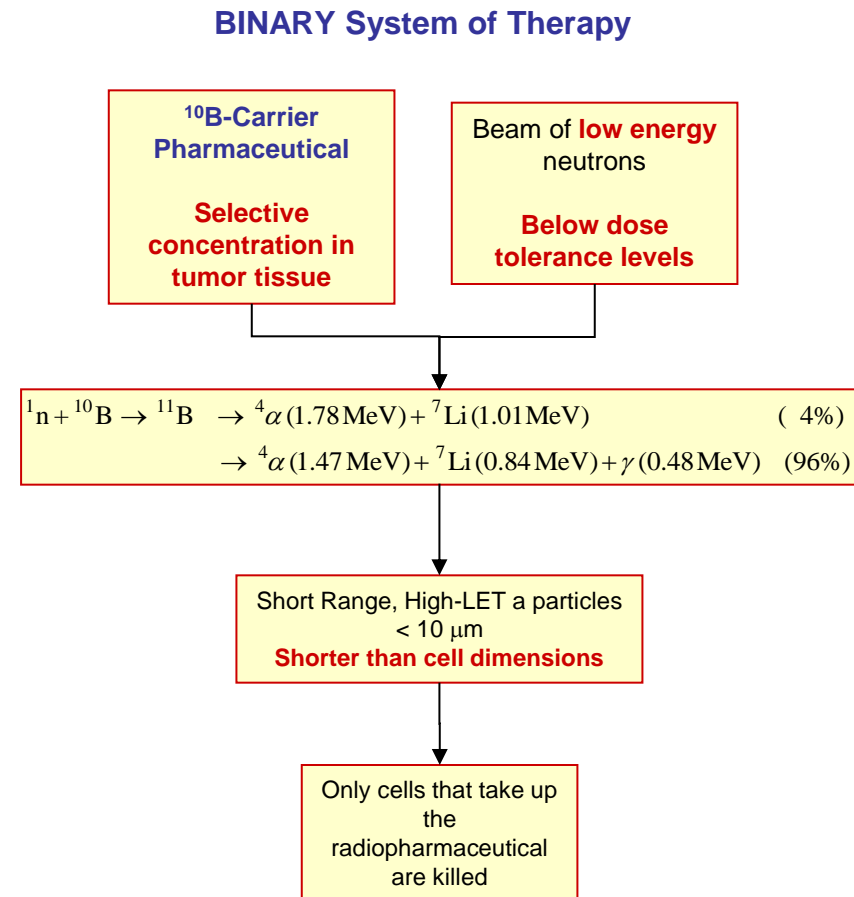 BINARY System of Therapy
¹⁰B-Carrier
Pharmaceutical
Selective
concentration in
tumor tissue
Beam of low energy
neutrons
Below dose
tolerance levels
¹n + ¹⁰B → ¹¹B → ⁴α (1.78 MeV) + ⁷Li (1.01 MeV) ( 4%)
→ ⁴α (1.47 MeV) + ⁷Li (0.84 MeV) + γ (0.48 MeV) (96%)
Short Range, High-LET a particles
< 10 μm
Shorter than cell dimensions
Only cells that take up
the
radiopharmaceutical
are killed